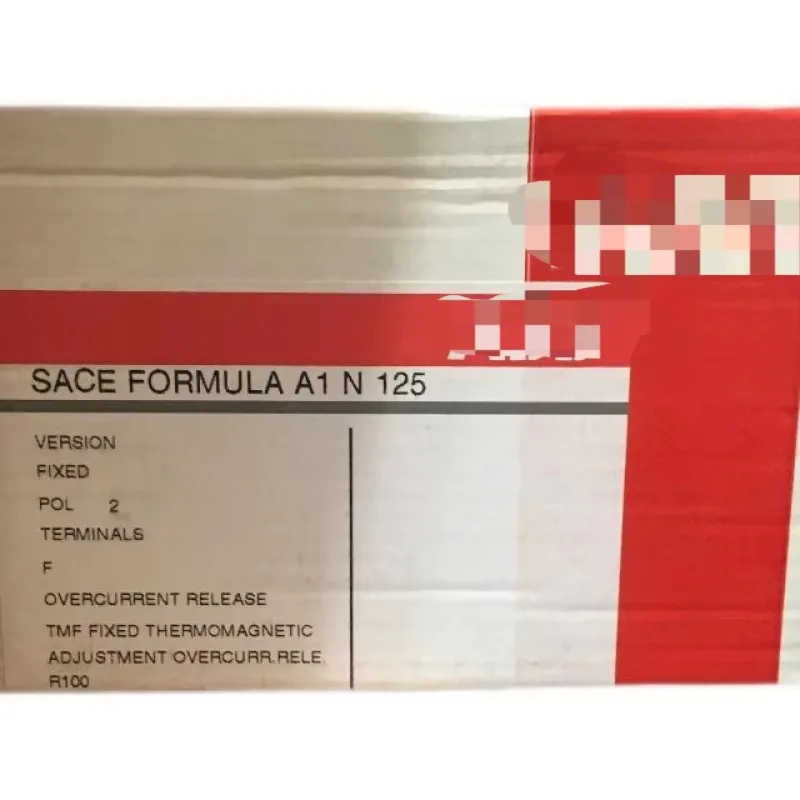 SACE FORMULA A1 N 125
VERSION
FIXED
POL 2
TERMINALS
F
OVERCURRENT RELEASE
TMF FIXED THERMOMAGNETIC
ADJUSTMENT OVERCURR.RELE.
R100